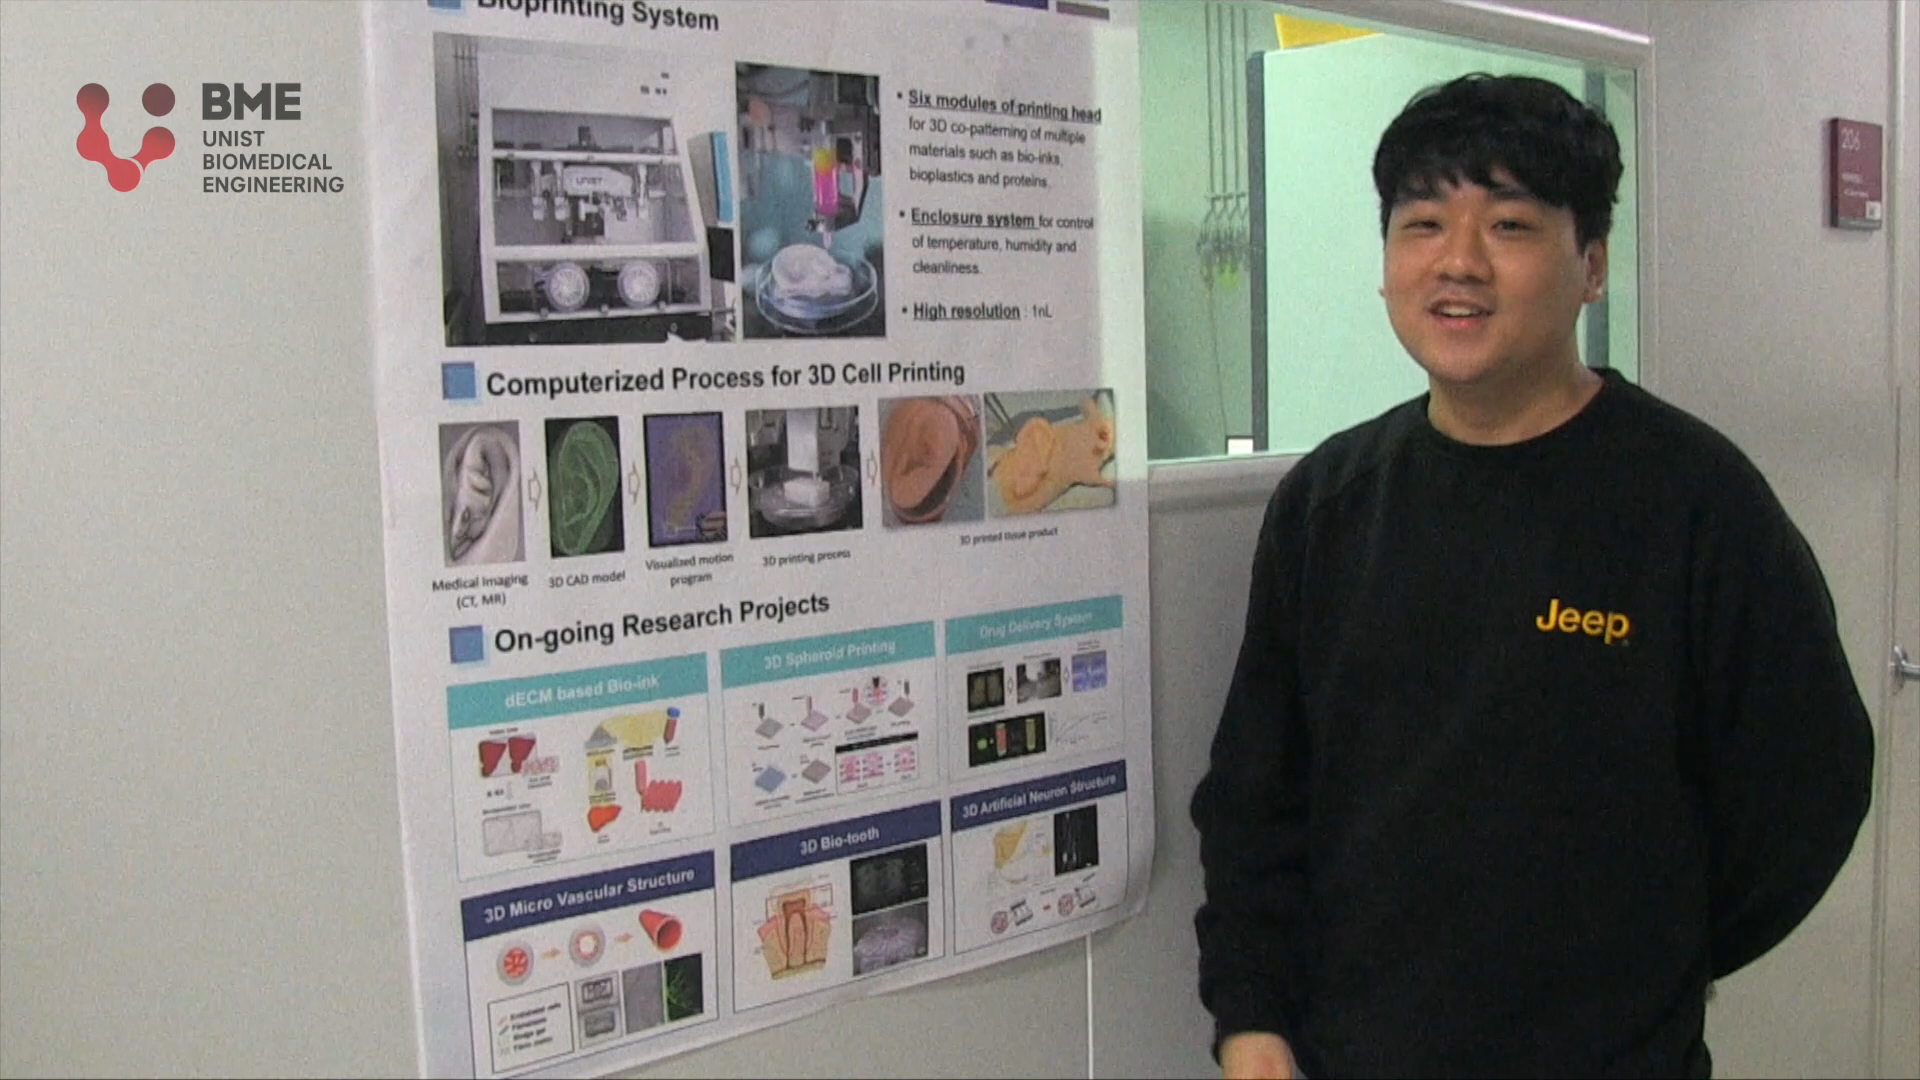 BME
UNIST
BIOMEDICAL
ENGINEERING
Bioprinting System
UNIST
• Six modules of printing head
for 3D co-patterning of multiple
materials such as bio-inks,
bioplastics and proteins.
• Enclosure system for control
of temperature, humidity and
cleanliness.
• High resolution : 1nL
Computerized Process for 3D Cell Printing
Medical Imaging
(CT, MR)
3D CAD model
Visualized motion
program
3D printing process
3D printed tissue product
On-going Research Projects
dECM based Bio-ink
3D Spheroid Printing
Drug Delivery System
3D Micro Vascular Structure
3D Bio-tooth
3D Artificial Neuron Structure
206
Jeep